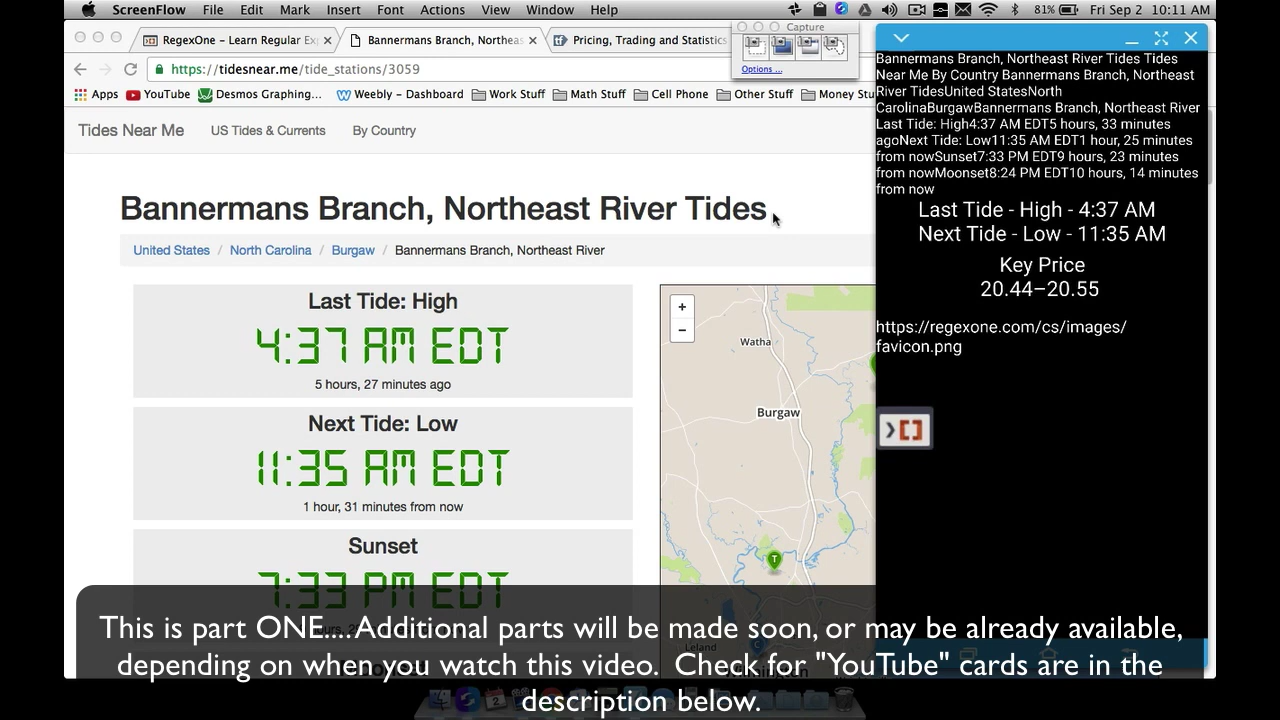 ScreenFlow File Edit Mark Insert Font Actions View Window Help 81% Fri Sep 2 10:11 AM
RegexOne – Learn Regular Ex
Bannermans Branch, Northeas
Pricing, Trading and Statistics
Capture
Options ...
https://tidesnear.me/tide_stations/3059
Apps YouTube Desmos Graphing... Weebly - Dashboard Work Stuff Math Stuff Cell Phone Other Stuff Money Stu
Tides Near Me US Tides & Currents By Country
Bannermans Branch, Northeast River Tides
United States / North Carolina / Burgaw / Bannermans Branch, Northeast River
Last Tide: High
4:37 AM EDT
5 hours, 27 minutes ago
Next Tide: Low
11:35 AM EDT
1 hour, 31 minutes from now
Sunset
7:33 PM EDT
+
−
Watha
Burgaw
T
Leland
Bannermans Branch, Northeast River Tides Tides
Near Me By Country Bannermans Branch, Northeast
River TidesUnited StatesNorth
CarolinaBurgawBannermans Branch, Northeast River
Last Tide: High4:37 AM EDT5 hours, 33 minutes
agoNext Tide: Low11:35 AM EDT1 hour, 25 minutes
from nowSunset7:33 PM EDT9 hours, 23 minutes
from nowMoonset8:24 PM EDT10 hours, 14 minutes
from now
Last Tide - High - 4:37 AM
Next Tide - Low - 11:35 AM
Key Price
20.44–20.55
https://regexone.com/cs/images/
favicon.png
This is part ONE.... Additional parts will be made soon, or may be already available,
depending on when you watch this video. Check for "YouTube" cards are in the
description below.